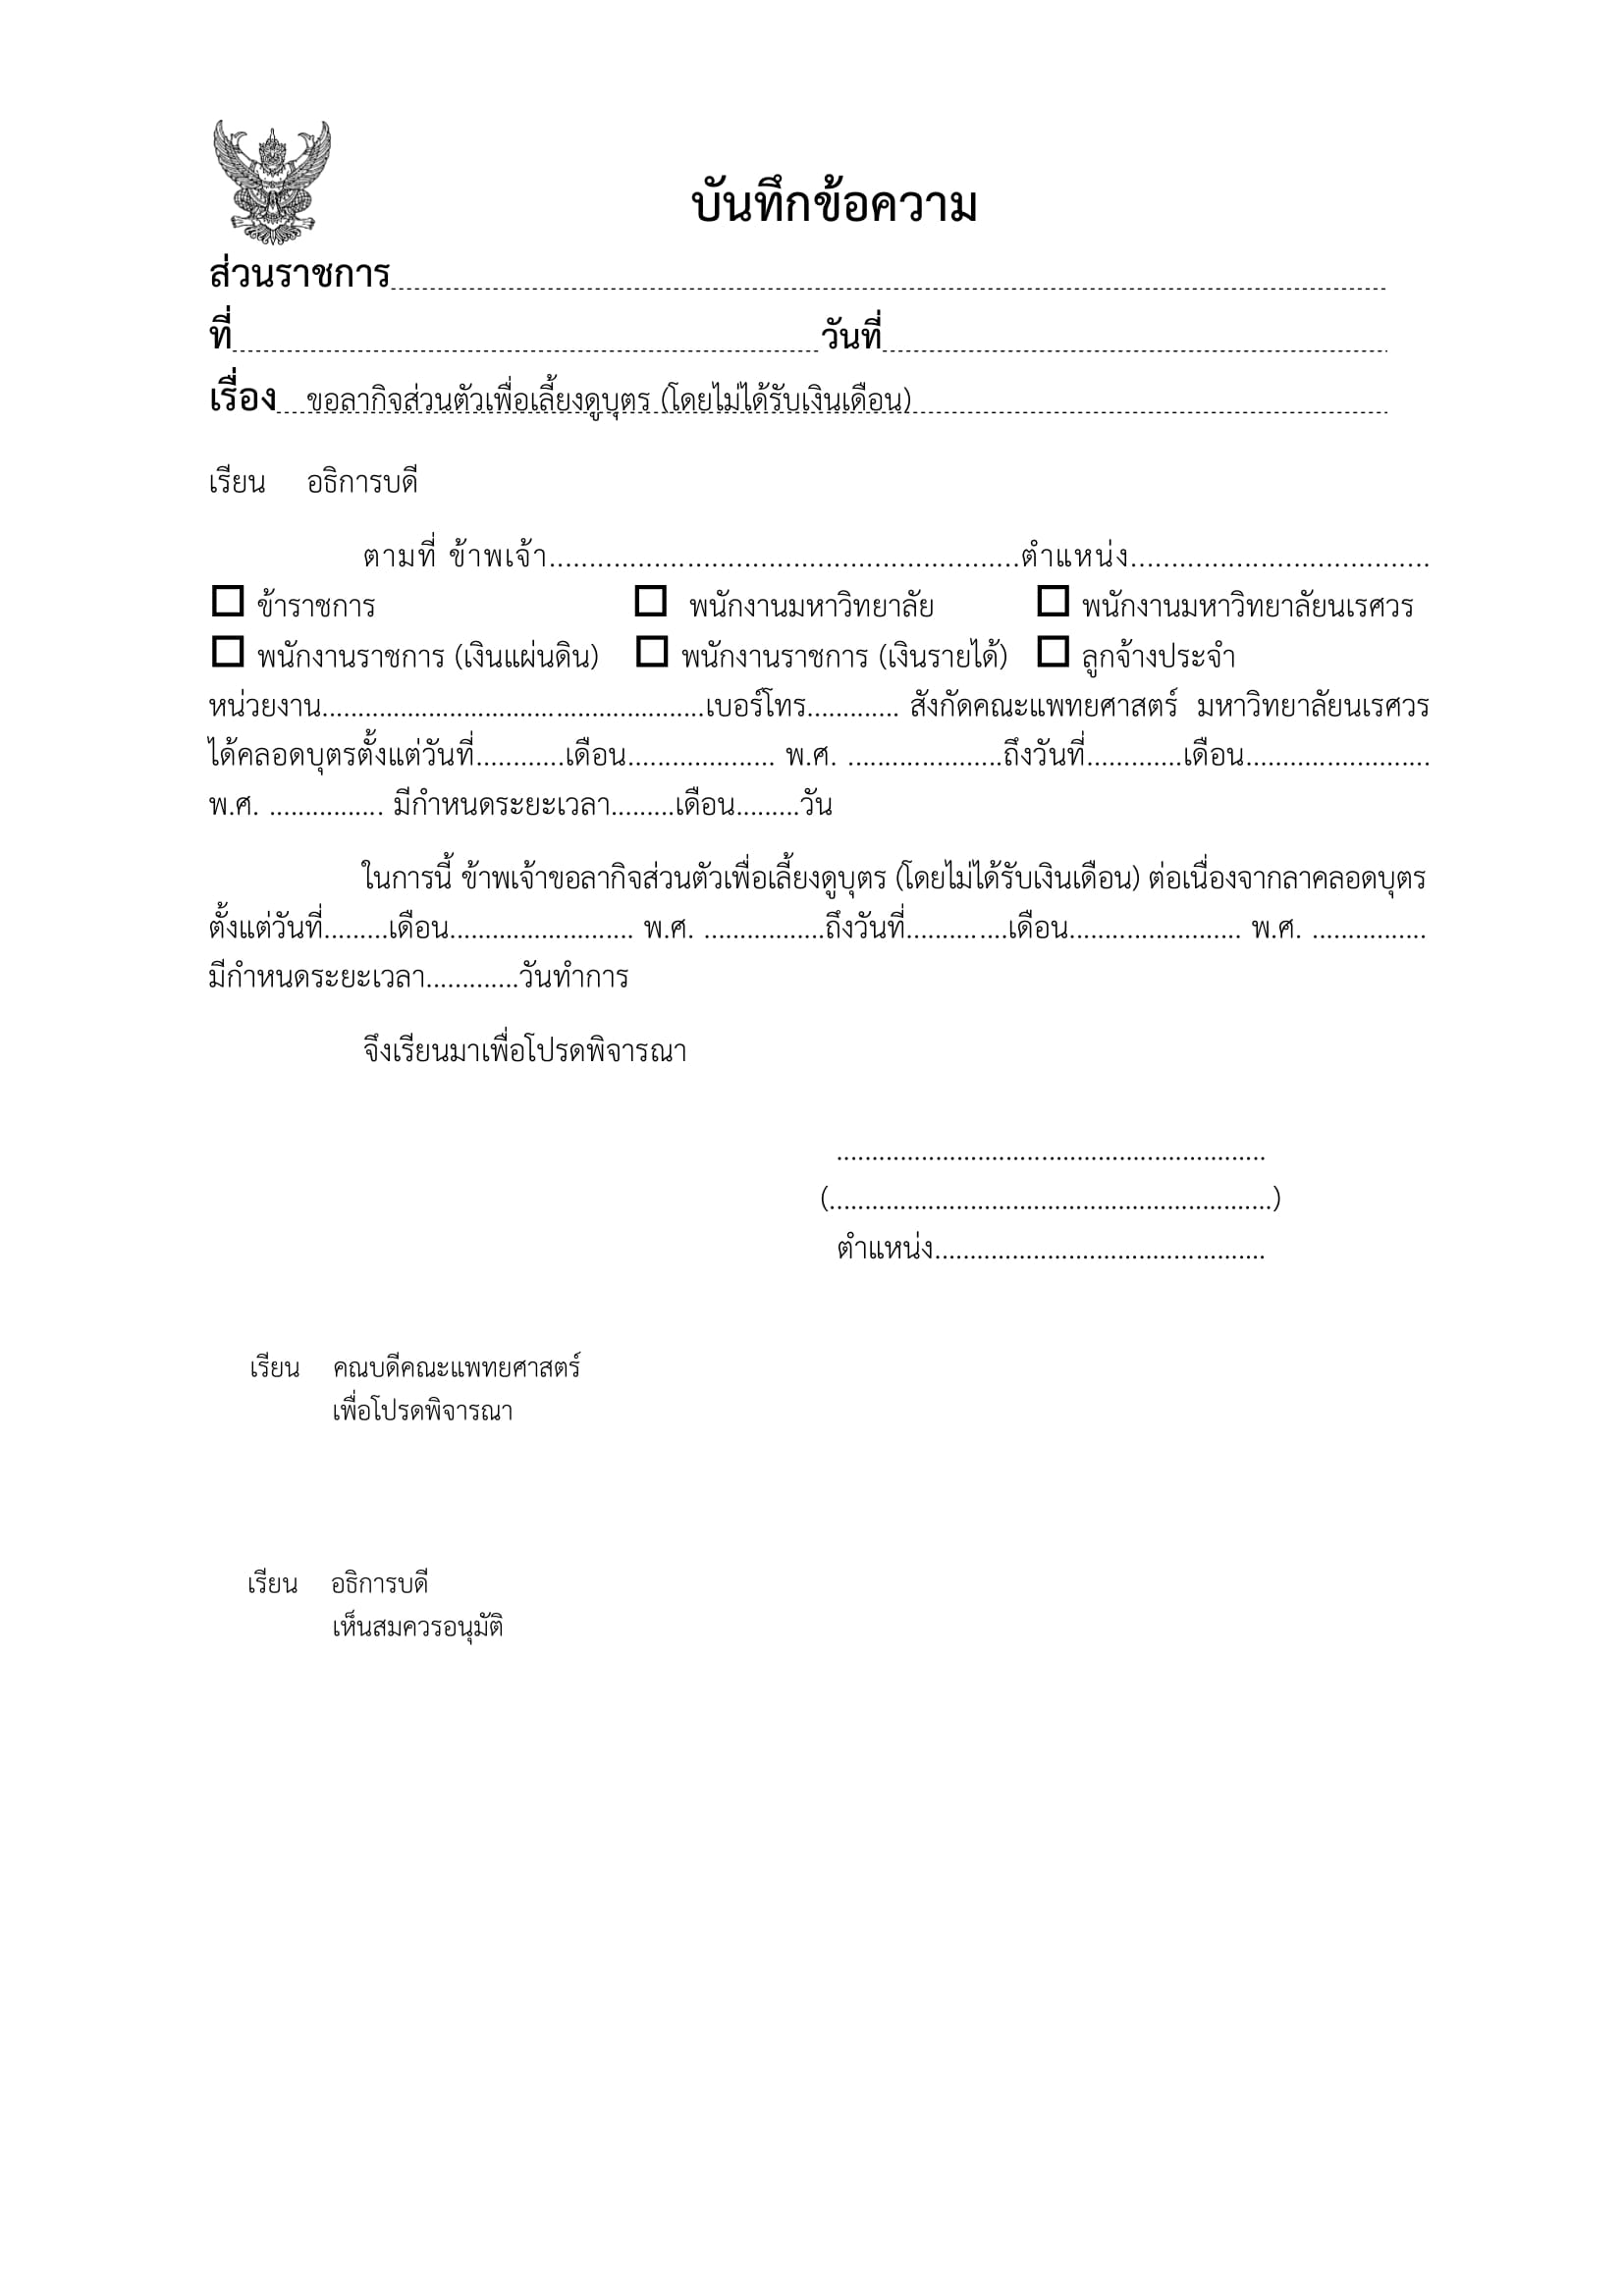 บันทึกข้อความ
ส่วนราชการ
ที่ วันที่
เรื่อง ขอลากิจส่วนตัวเพื่อเลี้ยงดูบุตร (โดยไม่ได้รับเงินเดือน)
เรียน อธิการบดี
ตามที่ ข้าพเจ้า..........................................................ตำแหน่ง.....................................
ข้าราชการ พนักงานมหาวิทยาลัย พนักงานมหาวิทยาลัยนเรศวร
พนักงานราชการ (เงินแผ่นดิน) พนักงานราชการ (เงินรายได้) ลูกจ้างประจำ
หน่วยงาน......................................................เบอร์โทร............. สังกัดคณะแพทยศาสตร์ มหาวิทยาลัยนเรศวร
ได้คลอดบุตรตั้งแต่วันที่............เดือน.................... พ.ศ. .....................ถึงวันที่.............เดือน.........................
พ.ศ. ................ มีกำหนดระยะเวลา.........เดือน.........วัน
ในการนี้ ข้าพเจ้าขอลากิจส่วนตัวเพื่อเลี้ยงดูบุตร (โดยไม่ได้รับเงินเดือน) ต่อเนื่องจากลาคลอดบุตร
ตั้งแต่วันที่.........เดือน.......................... พ.ศ. .................ถึงวันที่..............เดือน........................ พ.ศ. ................
มีกำหนดระยะเวลา.............วันทำการ
จึงเรียนมาเพื่อโปรดพิจารณา
.............................................................
(...............................................................)
ตำแหน่ง...............................................
เรียน คณบดีคณะแพทยศาสตร์
เพื่อโปรดพิจารณา
เรียน อธิการบดี
เห็นสมควรอนุมัติ